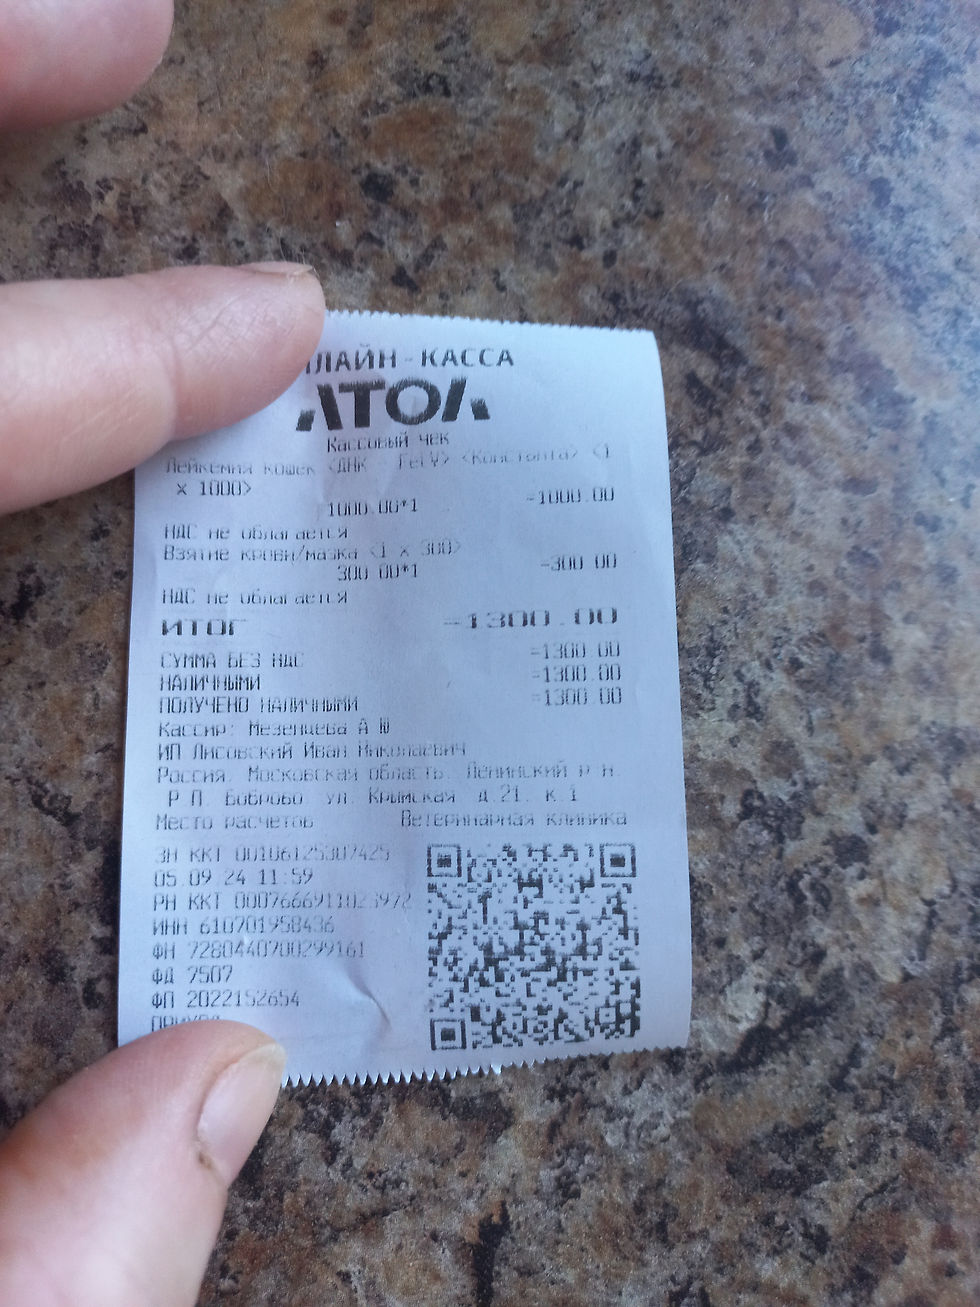 ЛАЙН-КАССА
АТОЛ
Кассовый чек
Лейкемия кошек <ДНК - FeLV> <Константа> <1
x 1000>
1000.00*1 =1000.00
НДС не облагается
Взятие крови/мазка <1 x 300>
300.00*1 =300.00
НДС не облагается
ИТОГ =1300.00
СУММА БЕЗ НДС =1300.00
НАЛИЧНЫМИ =1300.00
ПОЛУЧЕНО НАЛИЧНЫМИ =1300.00
Кассир: Мезенцева А Ю
ИП Лисовский Иван Николаевич
Россия, Московская область, Ленинский р-н,
Р.П. Боброво, ул. Крымская, д.21, к.1
Место расчетов Ветеринарная клиника
ЗН ККТ 00106125307425
05.09.24 11:59
РН ККТ
ИНН 610701958436
ФН 7280440700299161
ФД 7507
ФП 2022152654